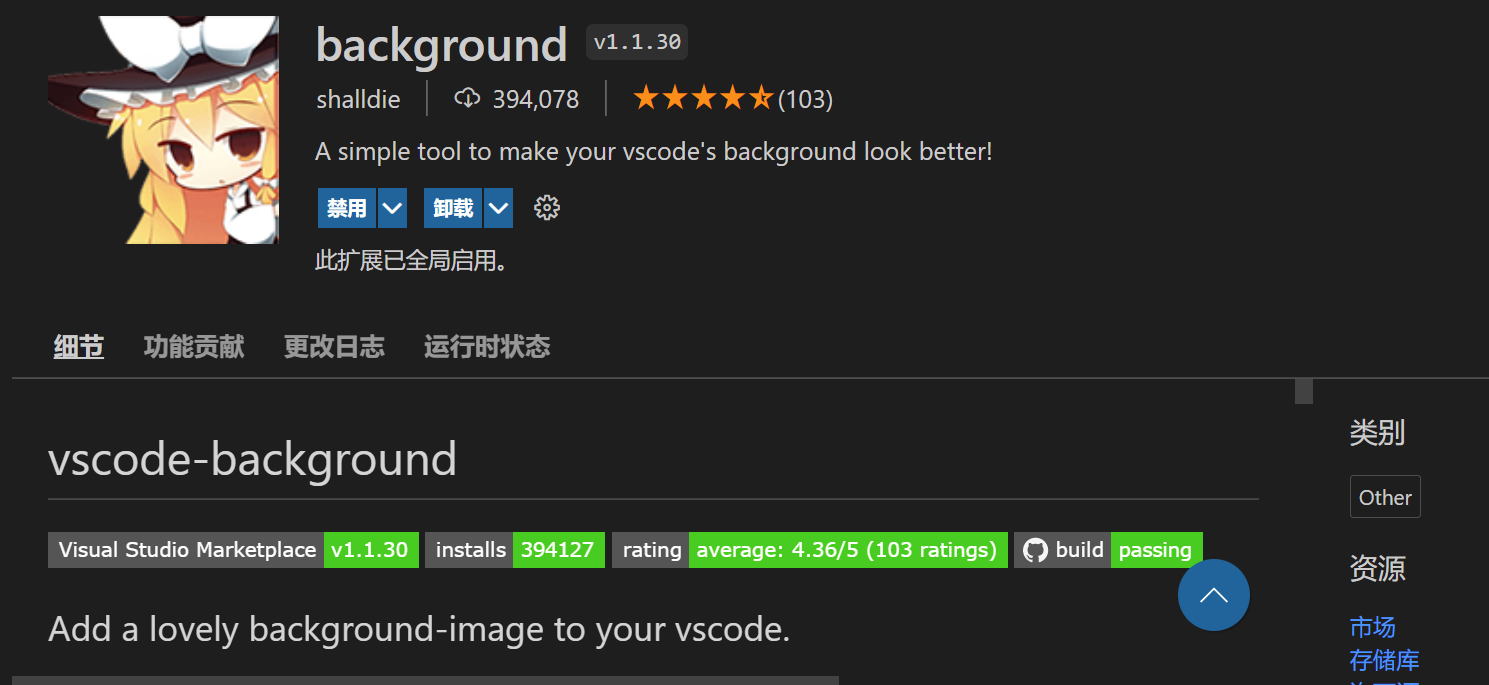 background v1.1.30
shalldie 394,078 (103)
A simple tool to make your vscode's background look better!
禁用 卸载
此扩展已全局启用。
细节 功能贡献 更改日志 运行时状态
vscode-background
Visual Studio Marketplace v1.1.30 installs 394127 rating average: 4.36/5 (103 ratings) build passing
Add a lovely background-image to your vscode.
类别
Other
资源
市场
存储库